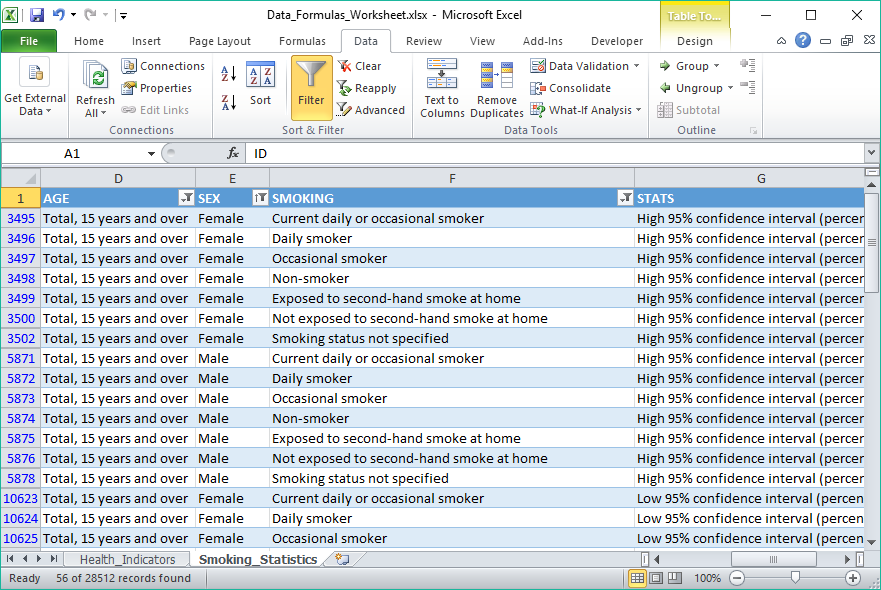 Data_Formulas_Worksheet.xlsx - Microsoft Excel
Table To...
File Home Insert Page Layout Formulas Data Review View Add-Ins Developer Design
Get External Data
Refresh All
Connections
Properties
Edit Links
Connections
Sort
Filter
Clear
Reapply
Advanced
Sort & Filter
Text to Columns
Remove Duplicates
Data Validation
Consolidate
What-If Analysis
Data Tools
Group
Ungroup
Subtotal
Outline
A1 fx ID
D E F G
1 AGE SEX SMOKING STATS
3495 Total, 15 years and over Female Current daily or occasional smoker High 95% confidence interval (percen
3496 Total, 15 years and over Female Daily smoker High 95% confidence interval (percen
3497 Total, 15 years and over Female Occasional smoker High 95% confidence interval (percen
3498 Total, 15 years and over Female Non-smoker High 95% confidence interval (percen
3499 Total, 15 years and over Female Exposed to second-hand smoke at home High 95% confidence interval (percen
3500 Total, 15 years and over Female Not exposed to second-hand smoke at home High 95% confidence interval (percen
3502 Total, 15 years and over Female Smoking status not specified High 95% confidence interval (percen
5871 Total, 15 years and over Male Current daily or occasional smoker High 95% confidence interval (percen
5872 Total, 15 years and over Male Daily smoker High 95% confidence interval (percen
5873 Total, 15 years and over Male Occasional smoker High 95% confidence interval (percen
5874 Total, 15 years and over Male Non-smoker High 95% confidence interval (percen
5875 Total, 15 years and over Male Exposed to second-hand smoke at home High 95% confidence interval (percen
5876 Total, 15 years and over Male Not exposed to second-hand smoke at home High 95% confidence interval (percen
5878 Total, 15 years and over Male Smoking status not specified High 95% confidence interval (percen
10623 Total, 15 years and over Female Current daily or occasional smoker Low 95% confidence interval (percen
10624 Total, 15 years and over Female Daily smoker Low 95% confidence interval (percen
10625 Total, 15 years and over Female Occasional smoker Low 95% confidence interval (percen
Health_Indicators Smoking_Statistics
Ready 56 of 28512 records found 100%